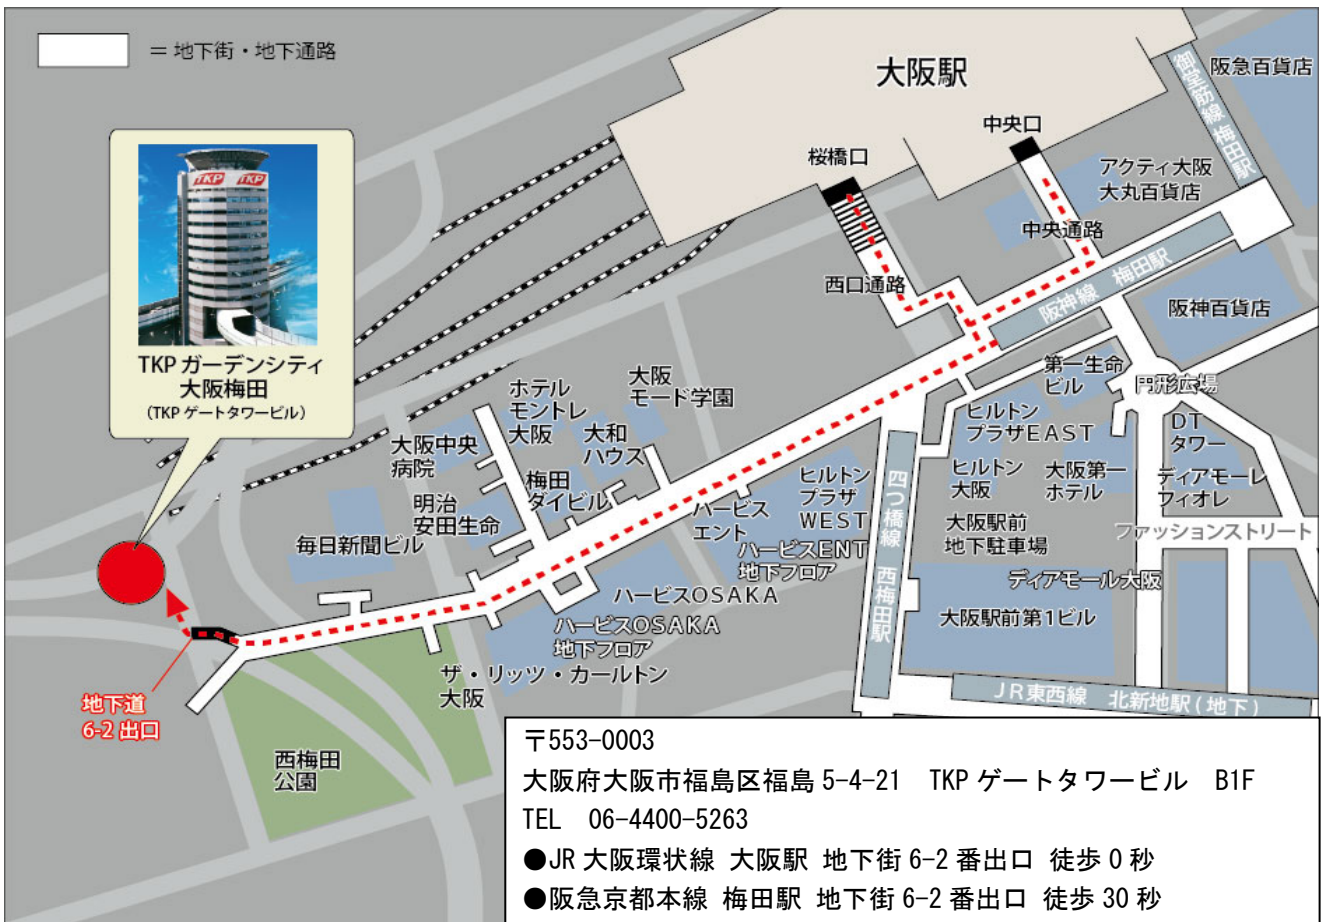 = 地下街・地下通路
大阪駅
御堂筋線 梅田駅
阪急百貨店
中央口
桜橋口
アクティ大阪
大丸百貨店
中央通路
西口通路
阪神線 梅田駅
阪神百貨店
TKP
TKP
TKP ガーデンシティ
大阪梅田
(TKP ゲートタワービル)
第一生命
ビル
円形広場
大阪
モード学園
ホテル
モントレ
大阪
大和
ハウス
大阪中央
病院
梅田
ダイビル
明治
安田生命
毎日新聞ビル
ヒルトン
プラザEAST
DT
タワー
ヒルトン
大阪
大阪第一
ホテル
ディアモーレ
フィオレ
ヒルトン
プラザ
WEST
四つ橋線 西梅田駅
ハービス
エント
ハービスENT
地下フロア
大阪駅前
地下駐車場
ファッションストリート
ディアモール大阪
ハービスOSAKA
ハービスOSAKA
地下フロア
大阪駅前第1ビル
ザ・リッツ・カールトン
大阪
JR東西線 北新地駅(地下)
地下道
6-2 出口
西梅田
公園
〒553-0003
大阪府大阪市福島区福島 5-4-21 TKP ゲートタワービル B1F
TEL 06-4400-5263
●JR 大阪環状線 大阪駅 地下街 6-2 番出口 徒歩 0 秒
●阪急京都本線 梅田駅 地下街 6-2 番出口 徒歩 30 秒